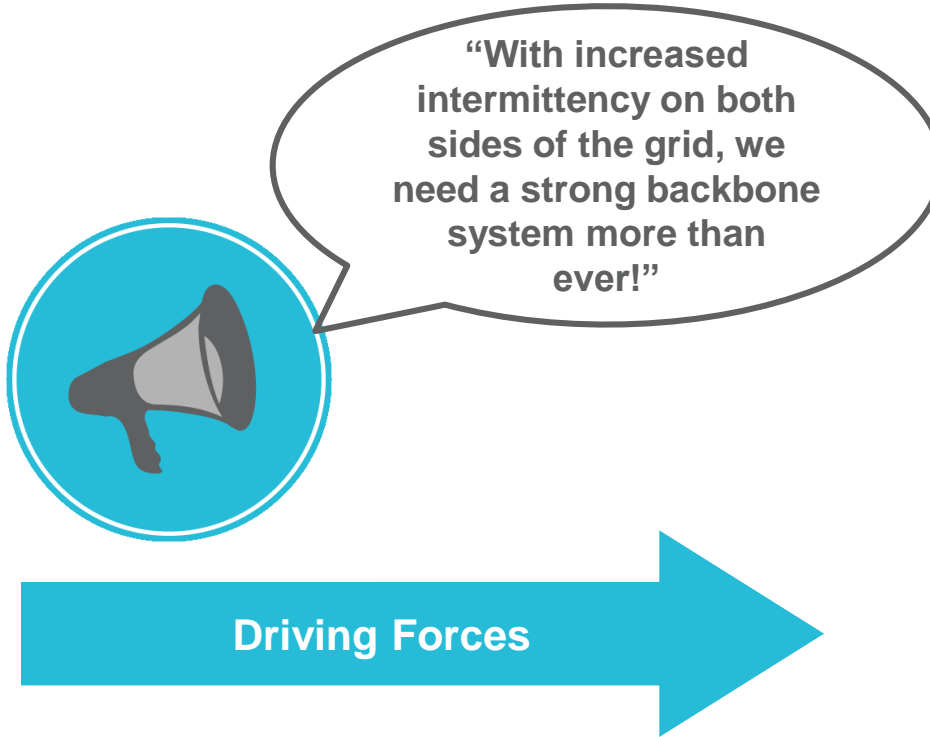 “With increased
intermittency on both
sides of the grid, we
need a strong backbone
system more than
ever!”
Driving Forces